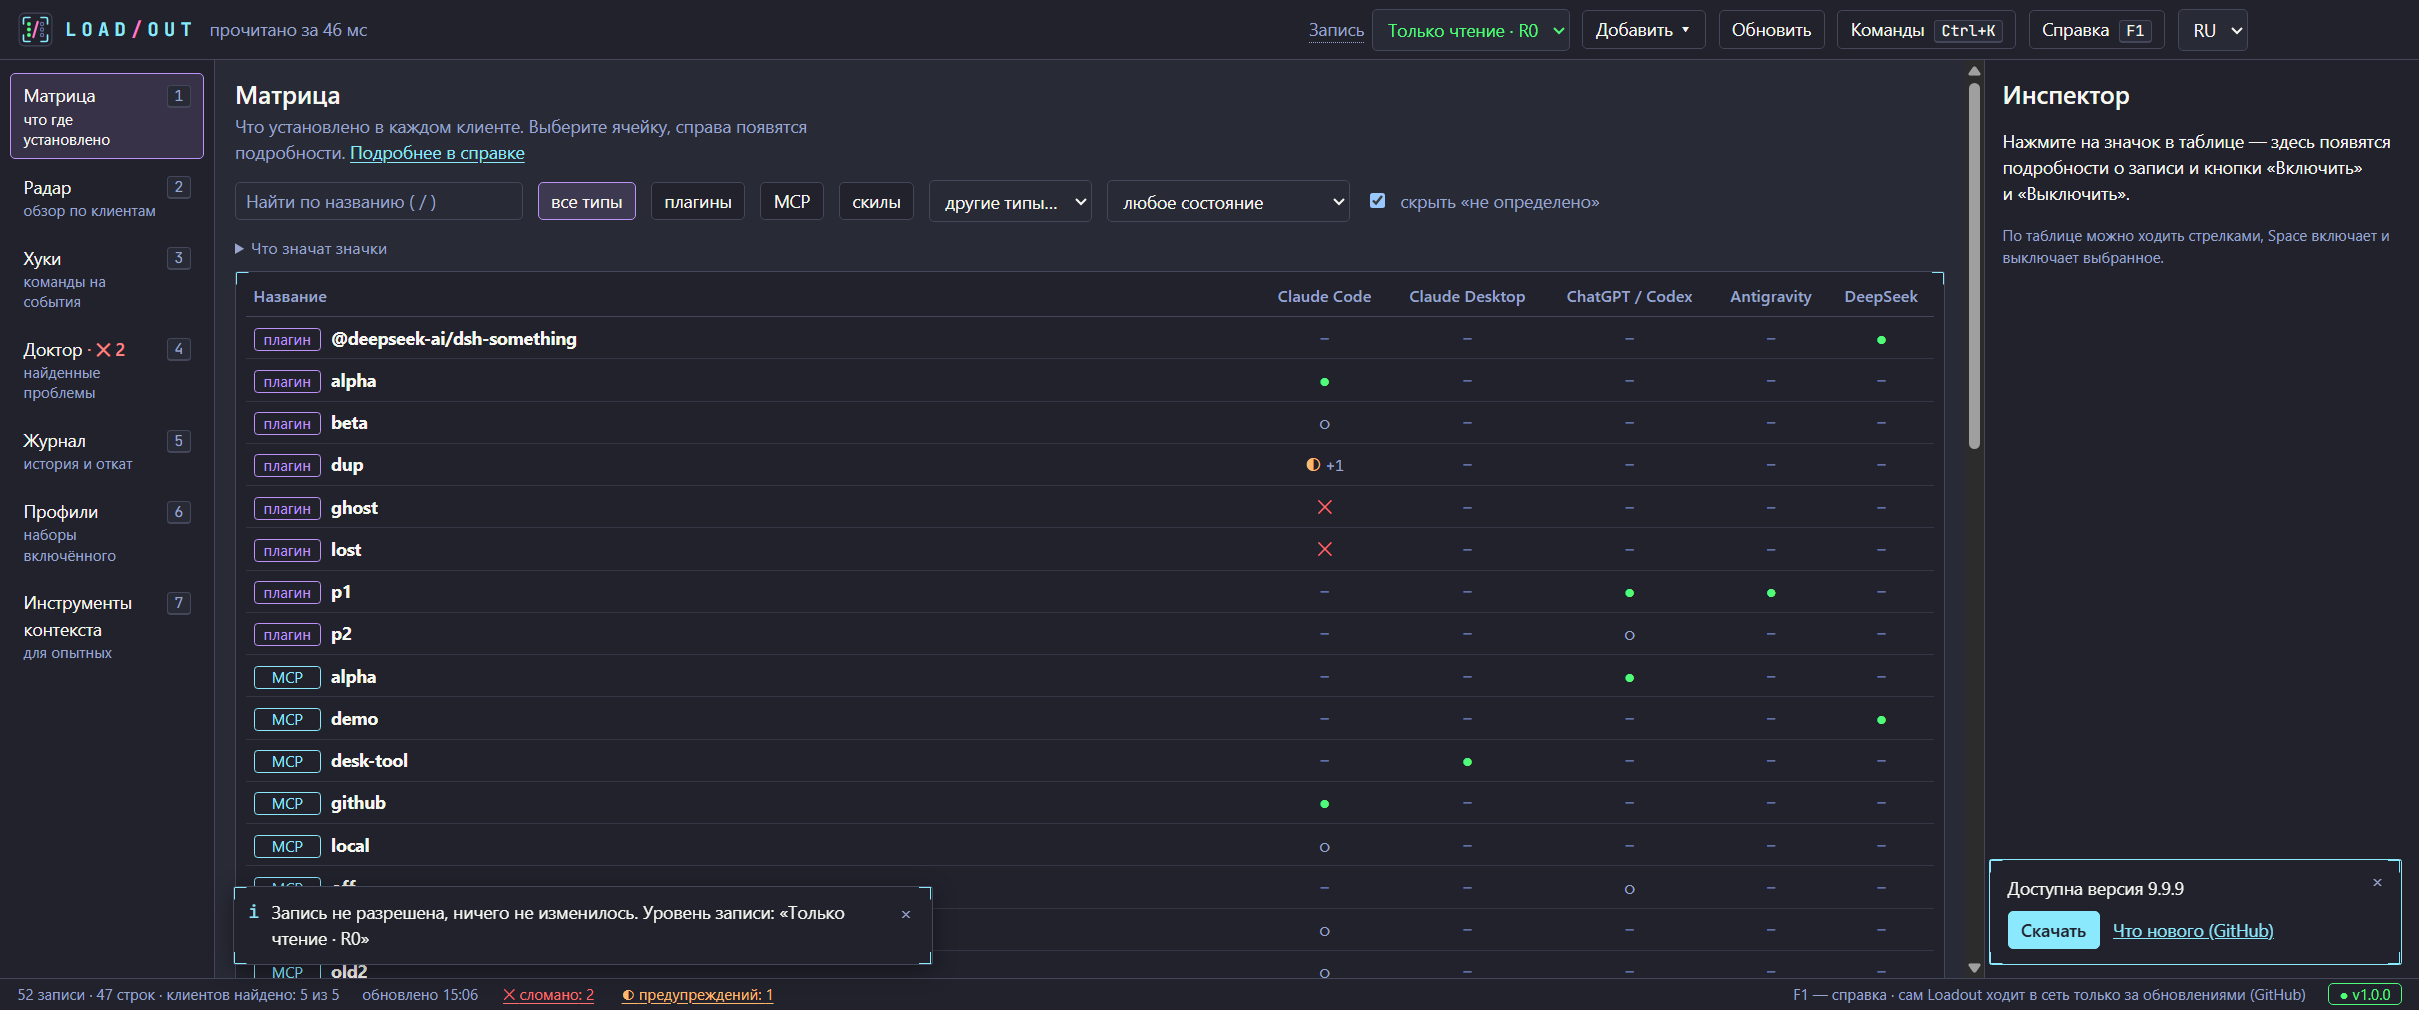 LOAD/OUT прочитано за 46 мс
Запись Только чтение · R0 Добавить ▾ Обновить Команды Ctrl+K Справка F1 RU
Матрица 1
что где
установлено
Радар 2
обзор по клиентам
Хуки 3
команды на
события
Доктор · ✕ 2 4
найденные
проблемы
Журнал 5
история и откат
Профили 6
наборы
включённого
Инструменты 7
контекста
для опытных
Матрица
Что установлено в каждом клиенте. Выберите ячейку, справа появятся
подробности. Подробнее в справке
Найти по названию ( / ) все типы плагины MCP скилы другие типы... любое состояние скрыть «не определено»
▶ Что значат значки
Название Claude Code Claude Desktop ChatGPT / Codex Antigravity DeepSeek
плагин @deepseek-ai/dsh-something – – – – ●
плагин alpha ● – – – –
плагин beta ○ – – – –
плагин dup ◐ +1 – – – –
плагин ghost ✕ – – – –
плагин lost ✕ – – – –
плагин p1 – – ● ● –
плагин p2 – – ○ – –
MCP alpha – – ● – –
MCP demo – – – – ●
MCP desk-tool – ● – – –
MCP github ● – – – –
MCP local ○ – – – –
– – ○ – –
○ – – – –
MCP old2 ○ – – – –
i Запись не разрешена, ничего не изменилось. Уровень записи: «Только
чтение · R0» ×
Инспектор
Нажмите на значок в таблице — здесь появятся
подробности о записи и кнопки «Включить»
и «Выключить».
По таблице можно ходить стрелками, Space включает и
выключает выбранное.
Доступна версия 9.9.9 ×
Скачать Что нового (GitHub)
52 записи · 47 строк · клиентов найдено: 5 из 5 обновлено 15:06 ✕ сломано: 2 ◐ предупреждений: 1
F1 — справка · сам Loadout ходит в сеть только за обновлениями (GitHub) ● v1.0.0